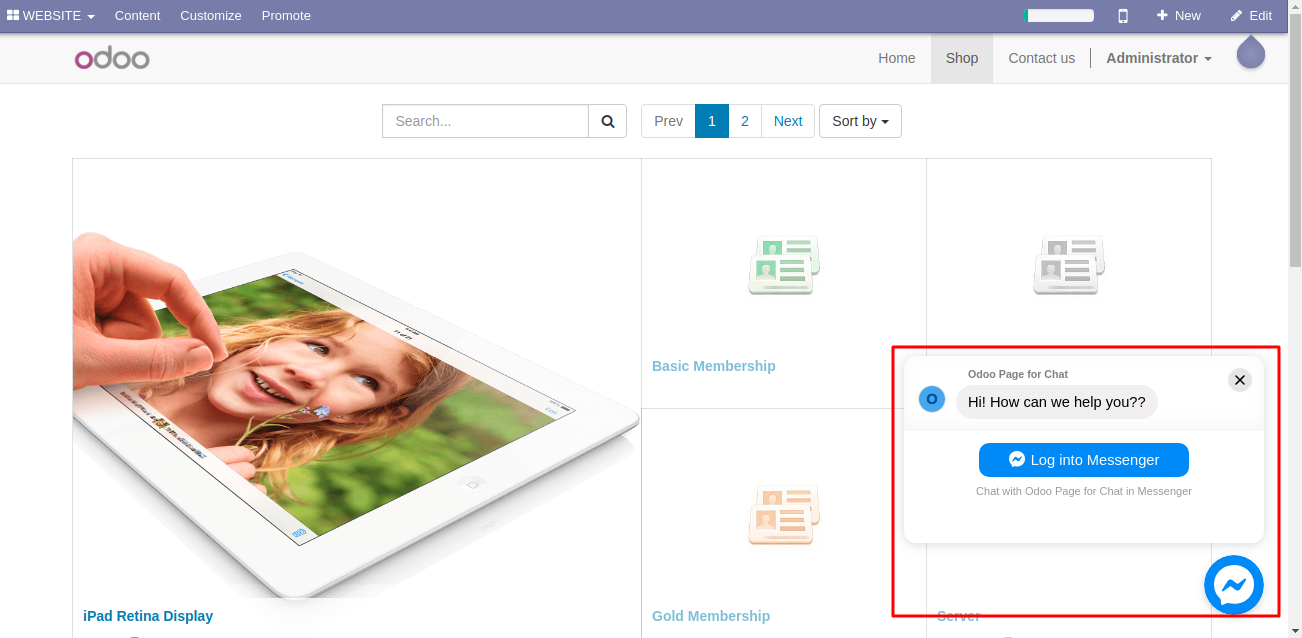 WEBSITE Content Customize Promote New Edit
odoo Home Shop Contact us Administrator
Search... Prev 1 2 Next Sort by
Basic Membership
Odoo Page for Chat
O Hi! How can we help you??
Log into Messenger
Chat with Odoo Page for Chat in Messenger
iPad Retina Display Gold Membership Server